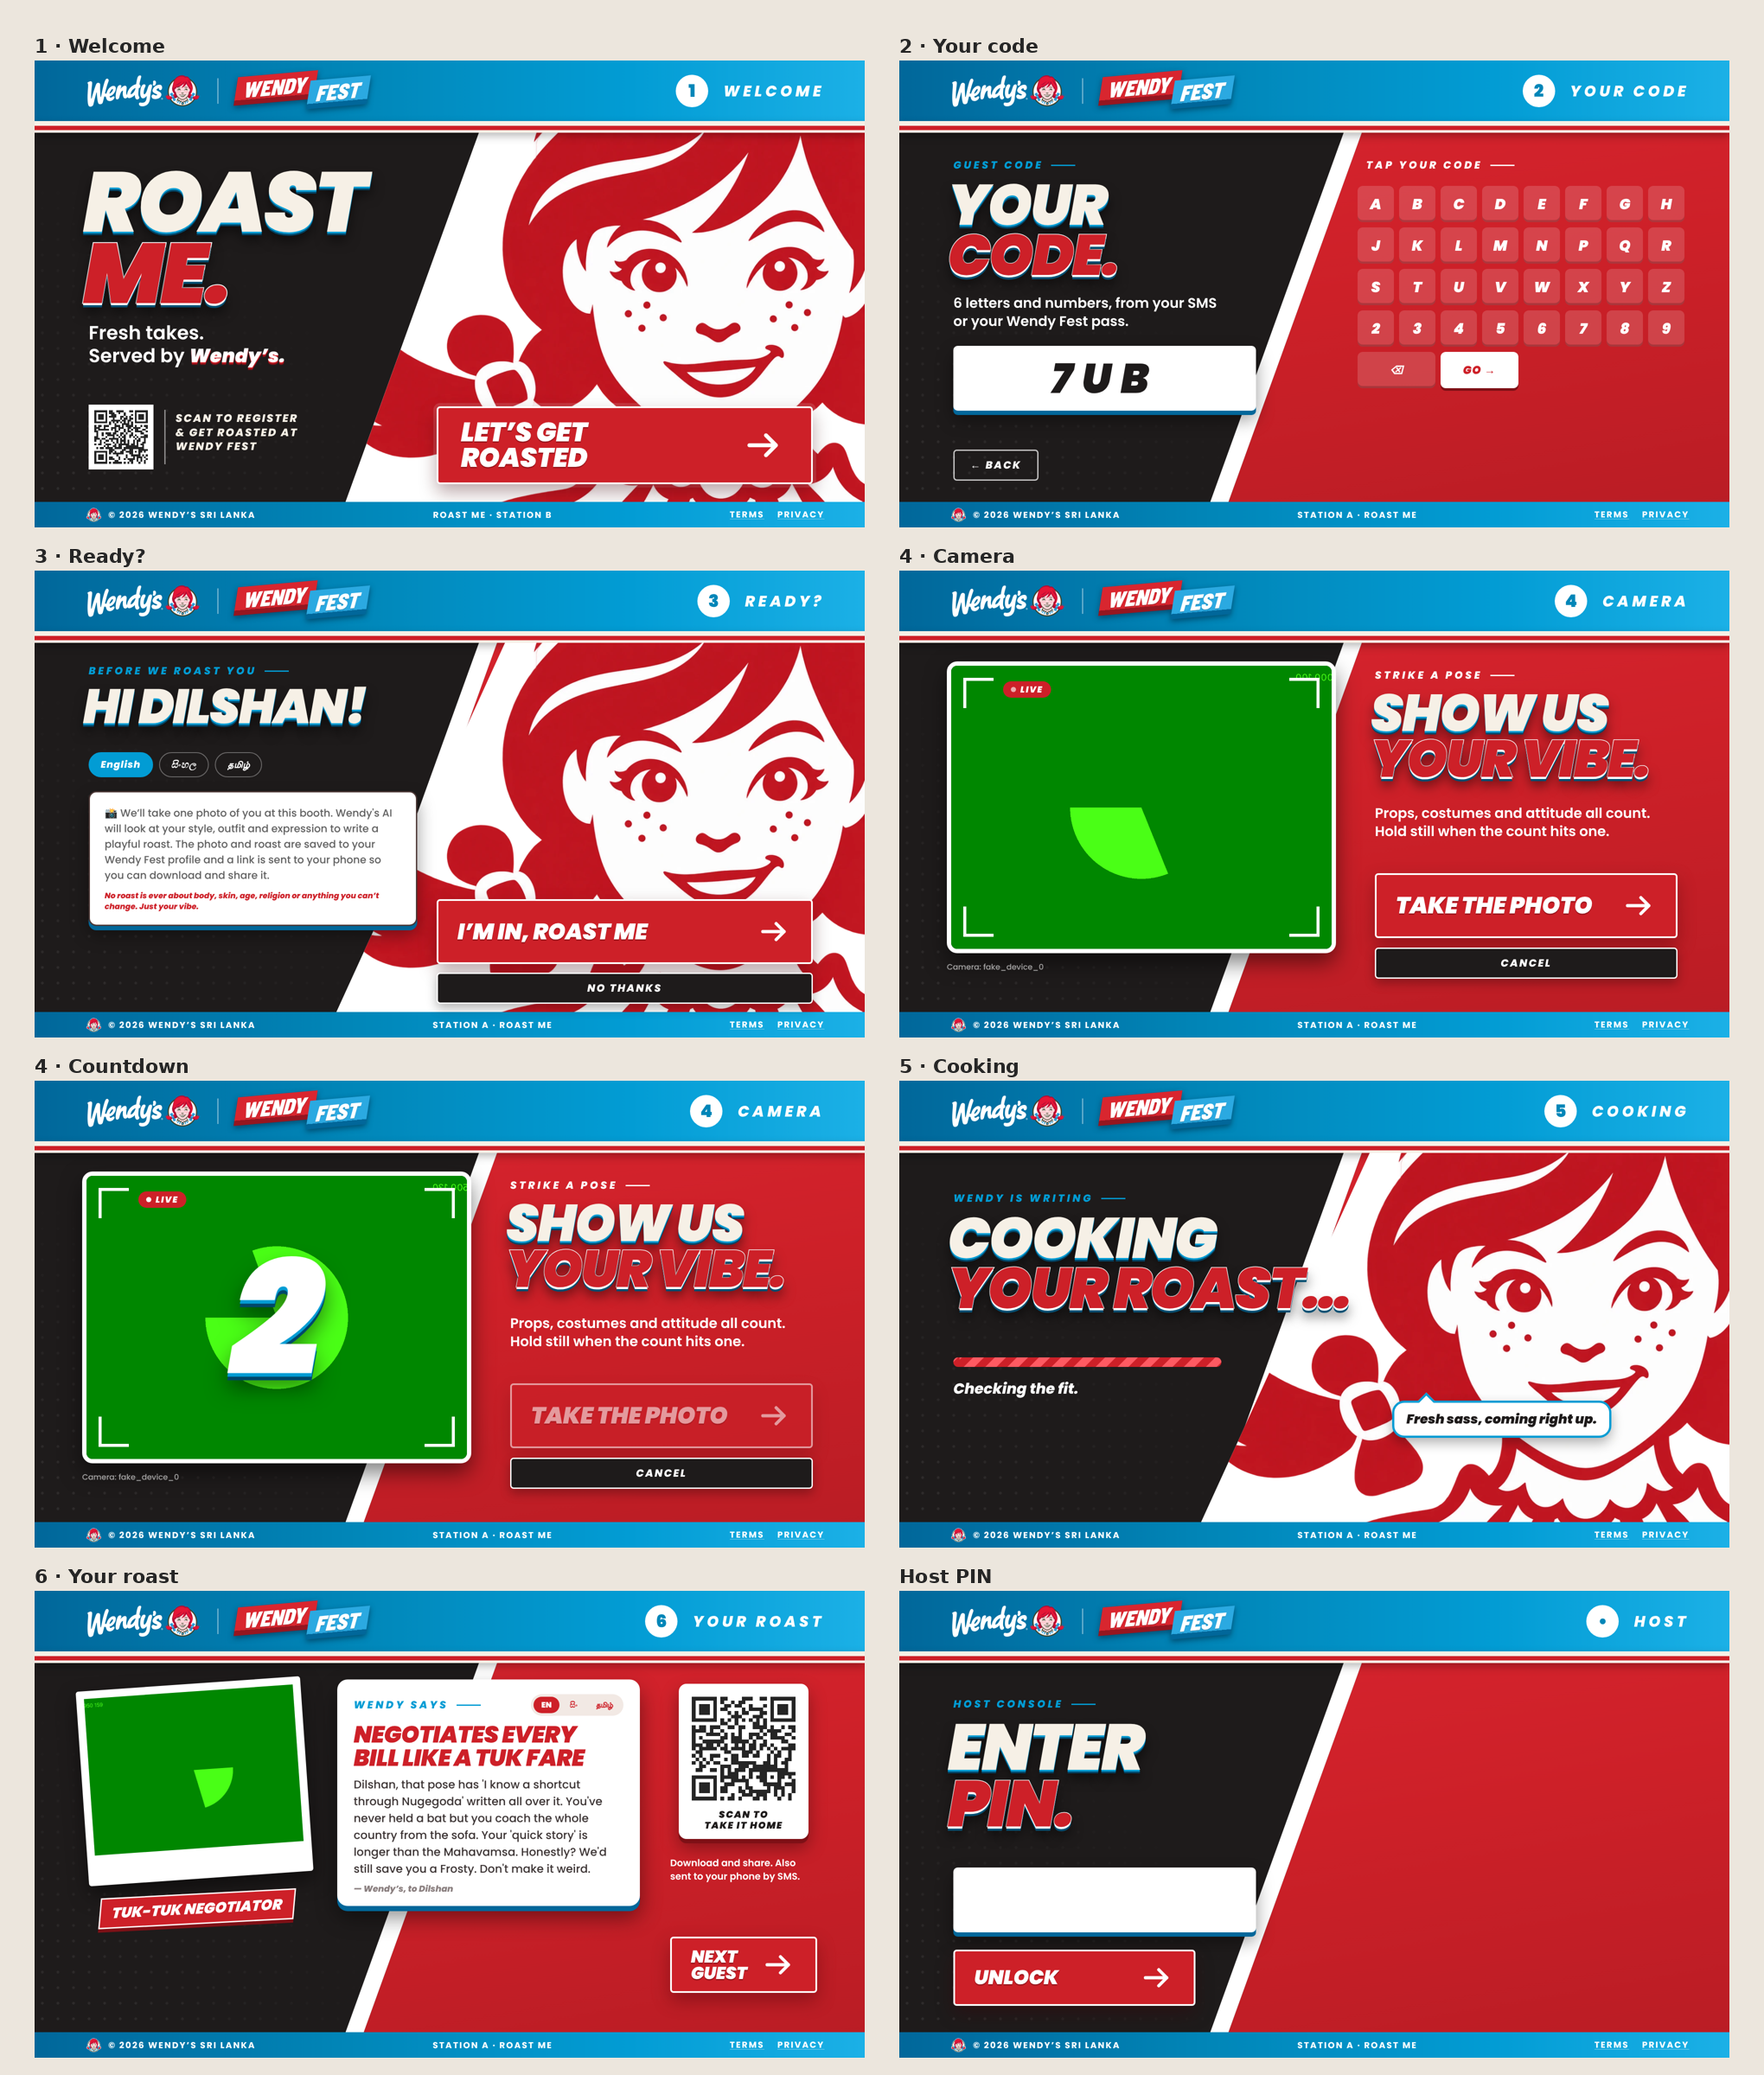 1 · Welcome
Wendy's
WENDY FEST
1 WELCOME
ROAST
ME.
Fresh takes.
Served by Wendy's.
SCAN TO REGISTER
& GET ROASTED AT
WENDY FEST
LET'S GET
ROASTED →
© 2026 WENDY'S SRI LANKA
ROAST ME · STATION B
TERMS PRIVACY
2 · Your code
Wendy's
WENDY FEST
2 YOUR CODE
GUEST CODE
YOUR
CODE.
6 letters and numbers, from your SMS
or your Wendy Fest pass.
7UB
← BACK
TAP YOUR CODE
A B C D E F G H
J K L M N P Q R
S T U V W X Y Z
2 3 4 5 6 7 8 9
⌫ GO →
© 2026 WENDY'S SRI LANKA
STATION A · ROAST ME
TERMS PRIVACY
3 · Ready?
Wendy's
WENDY FEST
3 READY?
BEFORE WE ROAST YOU
HI DILSHAN!
English සිංහල தமிழ்
📸 We'll take one photo of you at this booth. Wendy's AI
will look at your style, outfit and expression to write a
playful roast. The photo and roast are saved to your
Wendy Fest profile and a link is sent to your phone so
you can download and share it.
No roast is ever about body, skin, age, religion or anything you can't
change. Just your vibe.
I'M IN, ROAST ME →
NO THANKS
© 2026 WENDY'S SRI LANKA
STATION A · ROAST ME
TERMS PRIVACY
4 · Camera
Wendy's
WENDY FEST
4 CAMERA
LIVE
Camera: fake_device_0
STRIKE A POSE
SHOW US
YOUR VIBE.
Props, costumes and attitude all count.
Hold still when the count hits one.
TAKE THE PHOTO →
CANCEL
© 2026 WENDY'S SRI LANKA
STATION A · ROAST ME
TERMS PRIVACY
4 · Countdown
Wendy's
WENDY FEST
4 CAMERA
LIVE
2
Camera: fake_device_0
STRIKE A POSE
SHOW US
YOUR VIBE.
Props, costumes and attitude all count.
Hold still when the count hits one.
TAKE THE PHOTO →
CANCEL
© 2026 WENDY'S SRI LANKA
STATION A · ROAST ME
TERMS PRIVACY
5 · Cooking
Wendy's
WENDY FEST
5 COOKING
WENDY IS WRITING
COOKING
YOUR ROAST...
Checking the fit.
Fresh sass, coming right up.
© 2026 WENDY'S SRI LANKA
STATION A · ROAST ME
TERMS PRIVACY
6 · Your roast
Wendy's
WENDY FEST
6 YOUR ROAST
TUK-TUK NEGOTIATOR
WENDY SAYS
EN සිං தமிழ்
NEGOTIATES EVERY
BILL LIKE A TUK FARE
Dilshan, that pose has 'I know a shortcut
through Nugegoda' written all over it. You've
never held a bat but you coach the whole
country from the sofa. Your 'quick story' is
longer than the Mahavamsa. Honestly? We'd
still save you a Frosty. Don't make it weird.
— Wendy's, to Dilshan
SCAN TO
TAKE IT HOME
Download and share. Also
sent to your phone by SMS.
NEXT
GUEST →
© 2026 WENDY'S SRI LANKA
STATION A · ROAST ME
TERMS PRIVACY
Host PIN
Wendy's
WENDY FEST
• HOST
HOST CONSOLE
ENTER
PIN.
UNLOCK →
© 2026 WENDY'S SRI LANKA
STATION A · ROAST ME
TERMS PRIVACY